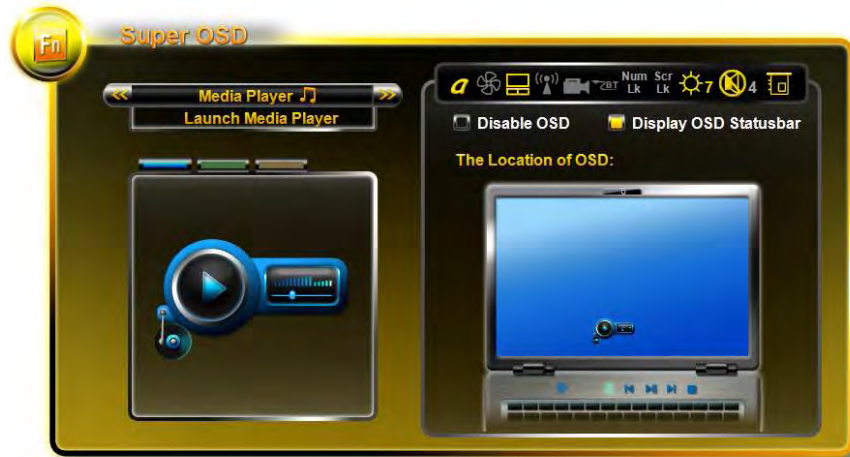 Fn
Super OSD
Media Player
Launch Media Player
a BT Num Lk Scr Lk 7 4
Disable OSD Display OSD Statusbar
The Location of OSD: